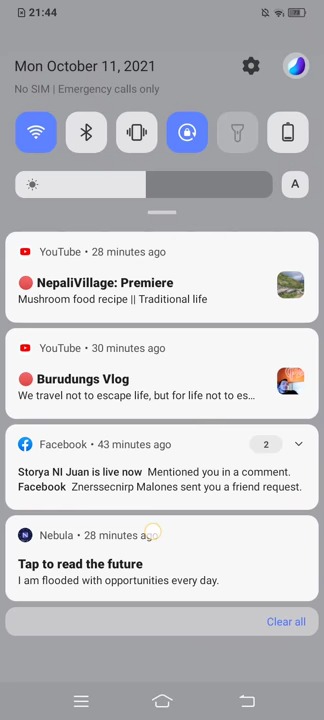 21:44
Mon October 11, 2021
No SIM | Emergency calls only
A
YouTube • 28 minutes ago
🔴 NepaliVillage: Premiere
Mushroom food recipe || Traditional life
YouTube • 30 minutes ago
🔴 Burudungs Vlog
We travel not to escape life, but for life not to es...
Facebook • 43 minutes ago 2
Storya NI Juan is live now Mentioned you in a comment.
Facebook Znerssecnirp Malones sent you a friend request.
N Nebula • 28 minutes ago
Tap to read the future
I am flooded with opportunities every day.
Clear all